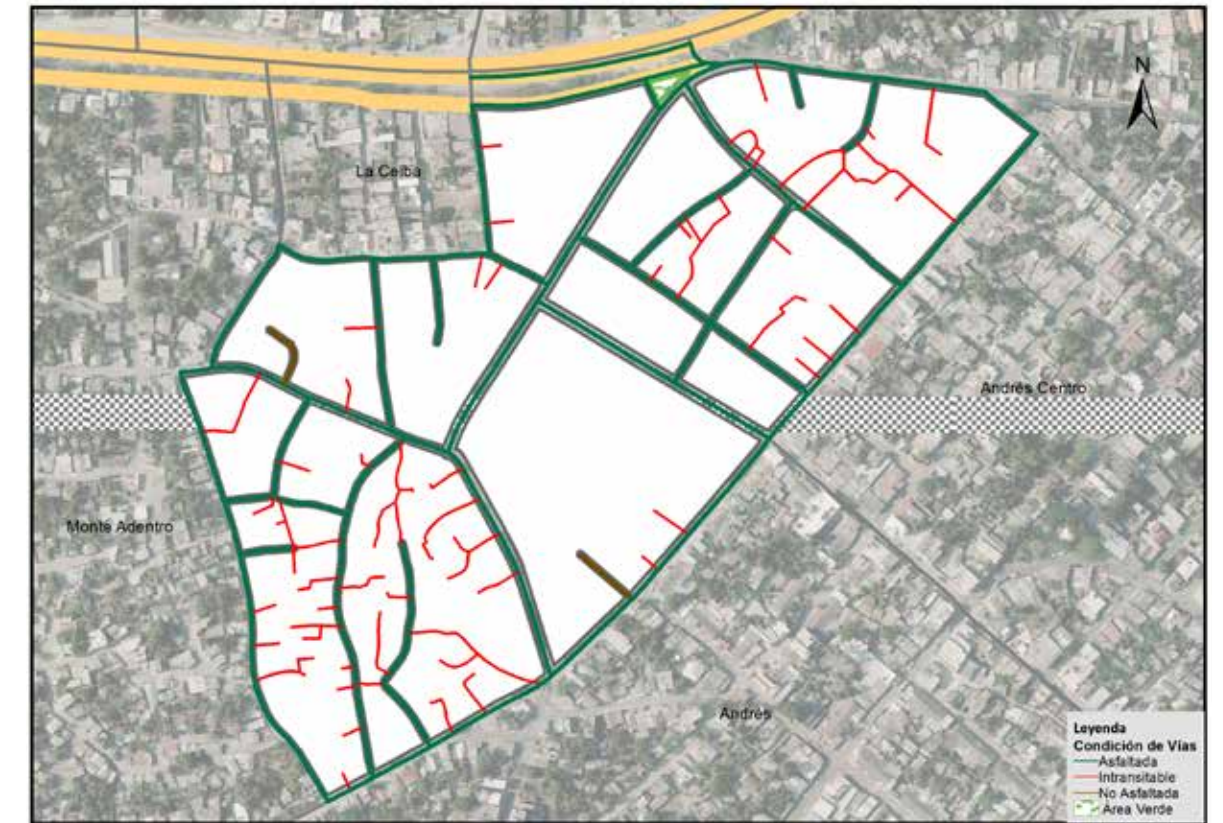 N
La Ceiba
Andrés Centro
Monte Adentro
Andrés
Leyenda
Condición de Vías
Asfaltada
Intransitable
No Asfaltada
Area Verde